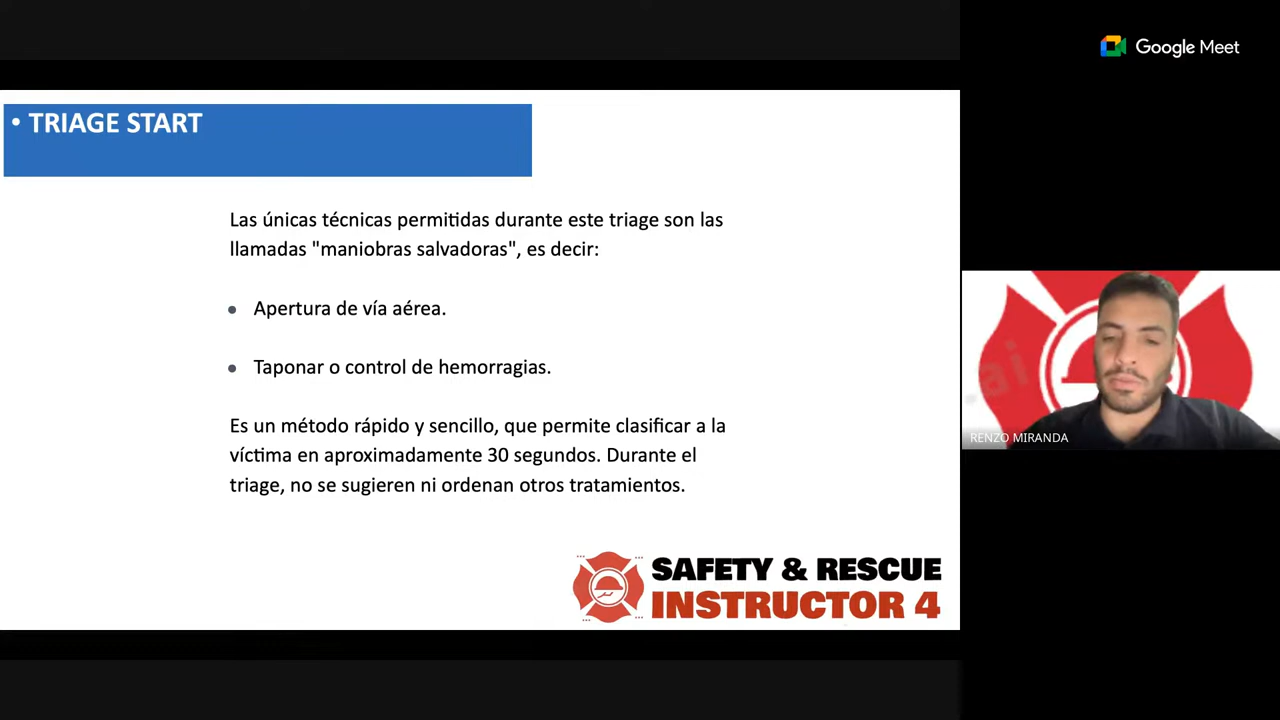 Google Meet
• TRIAGE START
Las únicas técnicas permitidas durante este triage son las
llamadas "maniobras salvadoras", es decir:
• Apertura de vía aérea.
• Taponar o control de hemorragias.
Es un método rápido y sencillo, que permite clasificar a la
víctima en aproximadamente 30 segundos. Durante el
triage, no se sugieren ni ordenan otros tratamientos.
RENZO MIRANDA
SAFETY & RESCUE
INSTRUCTOR 4